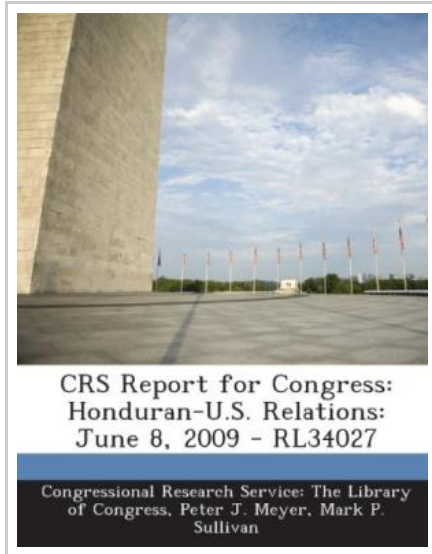 CRS Report for Congress:
Honduran-U.S. Relations:
June 8, 2009 - RL34027
Congressional Research Service: The Library
of Congress, Peter J. Meyer, Mark P.
Sullivan